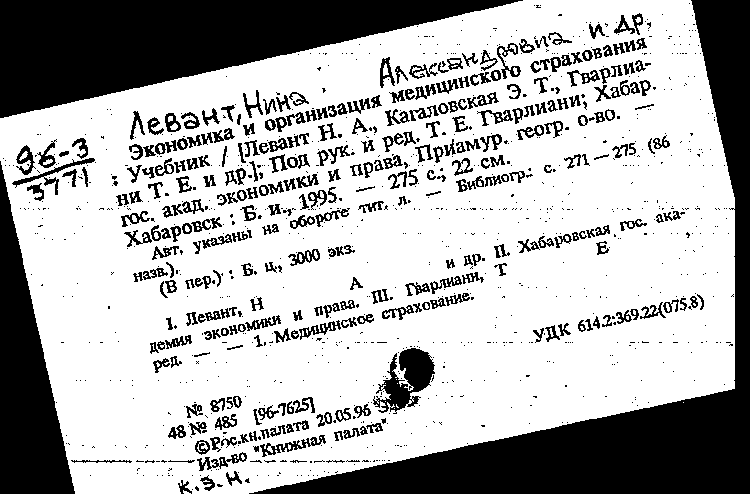 Левант, Нина Александровна и др.
96-3
3771
Экономика и организация медицинского страхования
: Учебник / [Левант Н. А., Кагаловская Э. Т., Гварлиа-
ни Т. Е. и др.]; Под рук. и ред. Т. Е. Гварлиани; Хабар.
гос. акад. экономики и права, Приамур. геогр. о-во. —
Хабаровск : Б. и., 1995. — 275 с.; 22 см.
Авт. указаны на обороте тит. л. — Библиогр.: с. 271—275 (86
назв.).
(В пер.) : Б. ц., 3000 экз.
I. Левант, Н А и др. II. Хабаровская гос. ака-
демия экономики и права. III. Гварлиани, Т Е ,
ред. — — 1. Медицинское страхование.
УДК 614.2:369.22(075.8)
№ 8750
48 № 485 [96-7625]
©Рос.кн.палата 20.05.96
Изд-во "Книжная палата"
к.э.н.